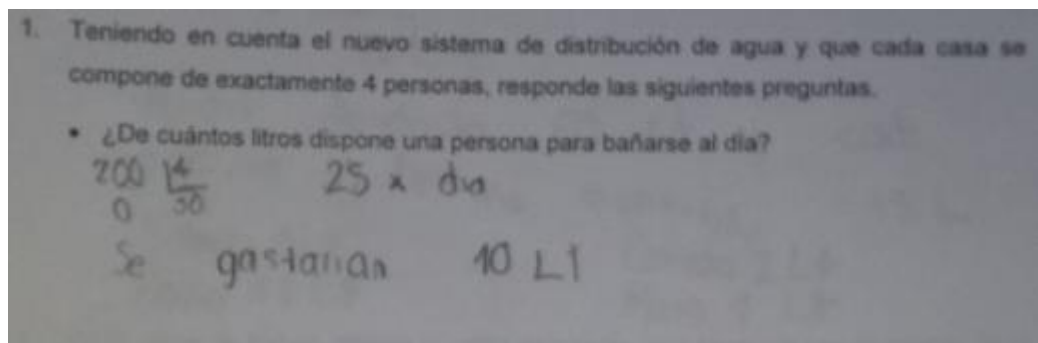 1. Teniendo en cuenta el nuevo sistema de distribución de agua y que cada casa se
compone de exactamente 4 personas, responde las siguientes preguntas.
• ¿De cuántos litros dispone una persona para bañarse al día?
200 4 25 x dia
0 50
Se gastarian 10 Lt